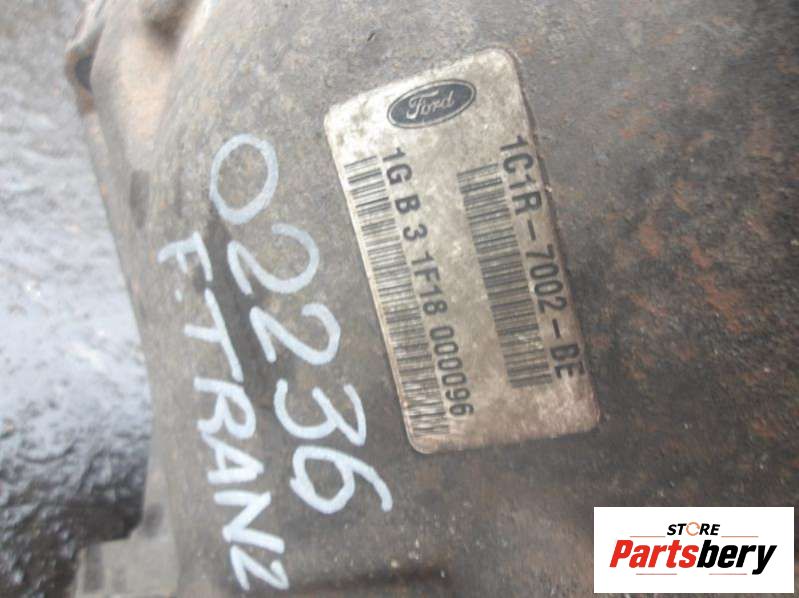 Ford
1C1R-7002-BE
1G B 3 1F18 000096
02236
F.TRANZ
STORE
Partsbery